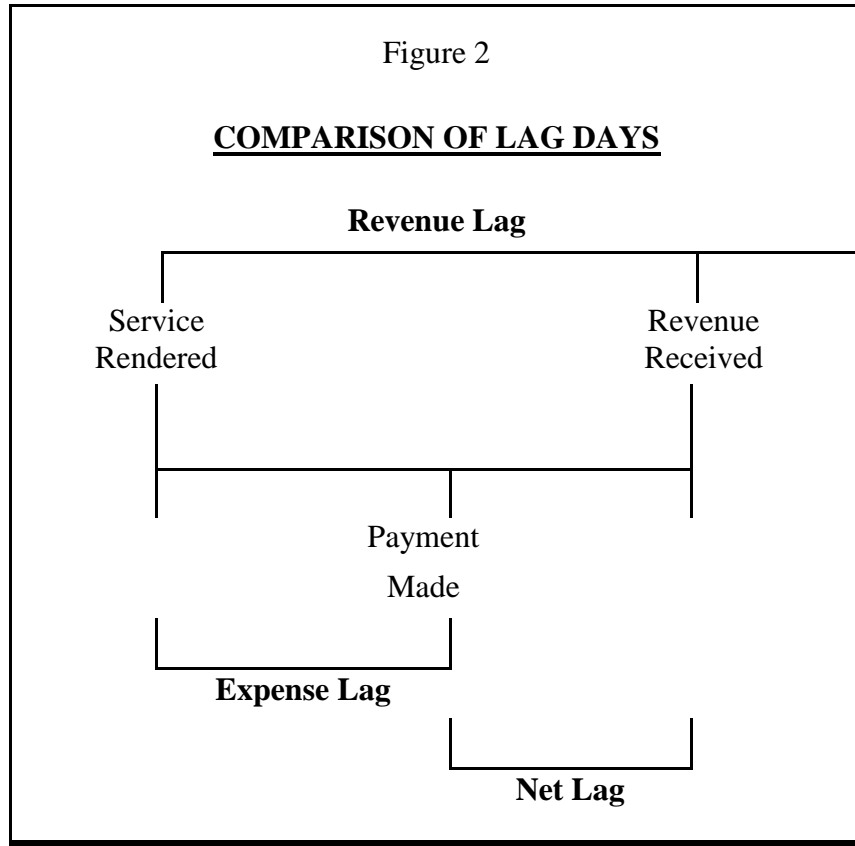 Figure 2
COMPARISON OF LAG DAYS
Revenue Lag
Service Rendered
Revenue Received
Payment
Made
Expense Lag
Net Lag